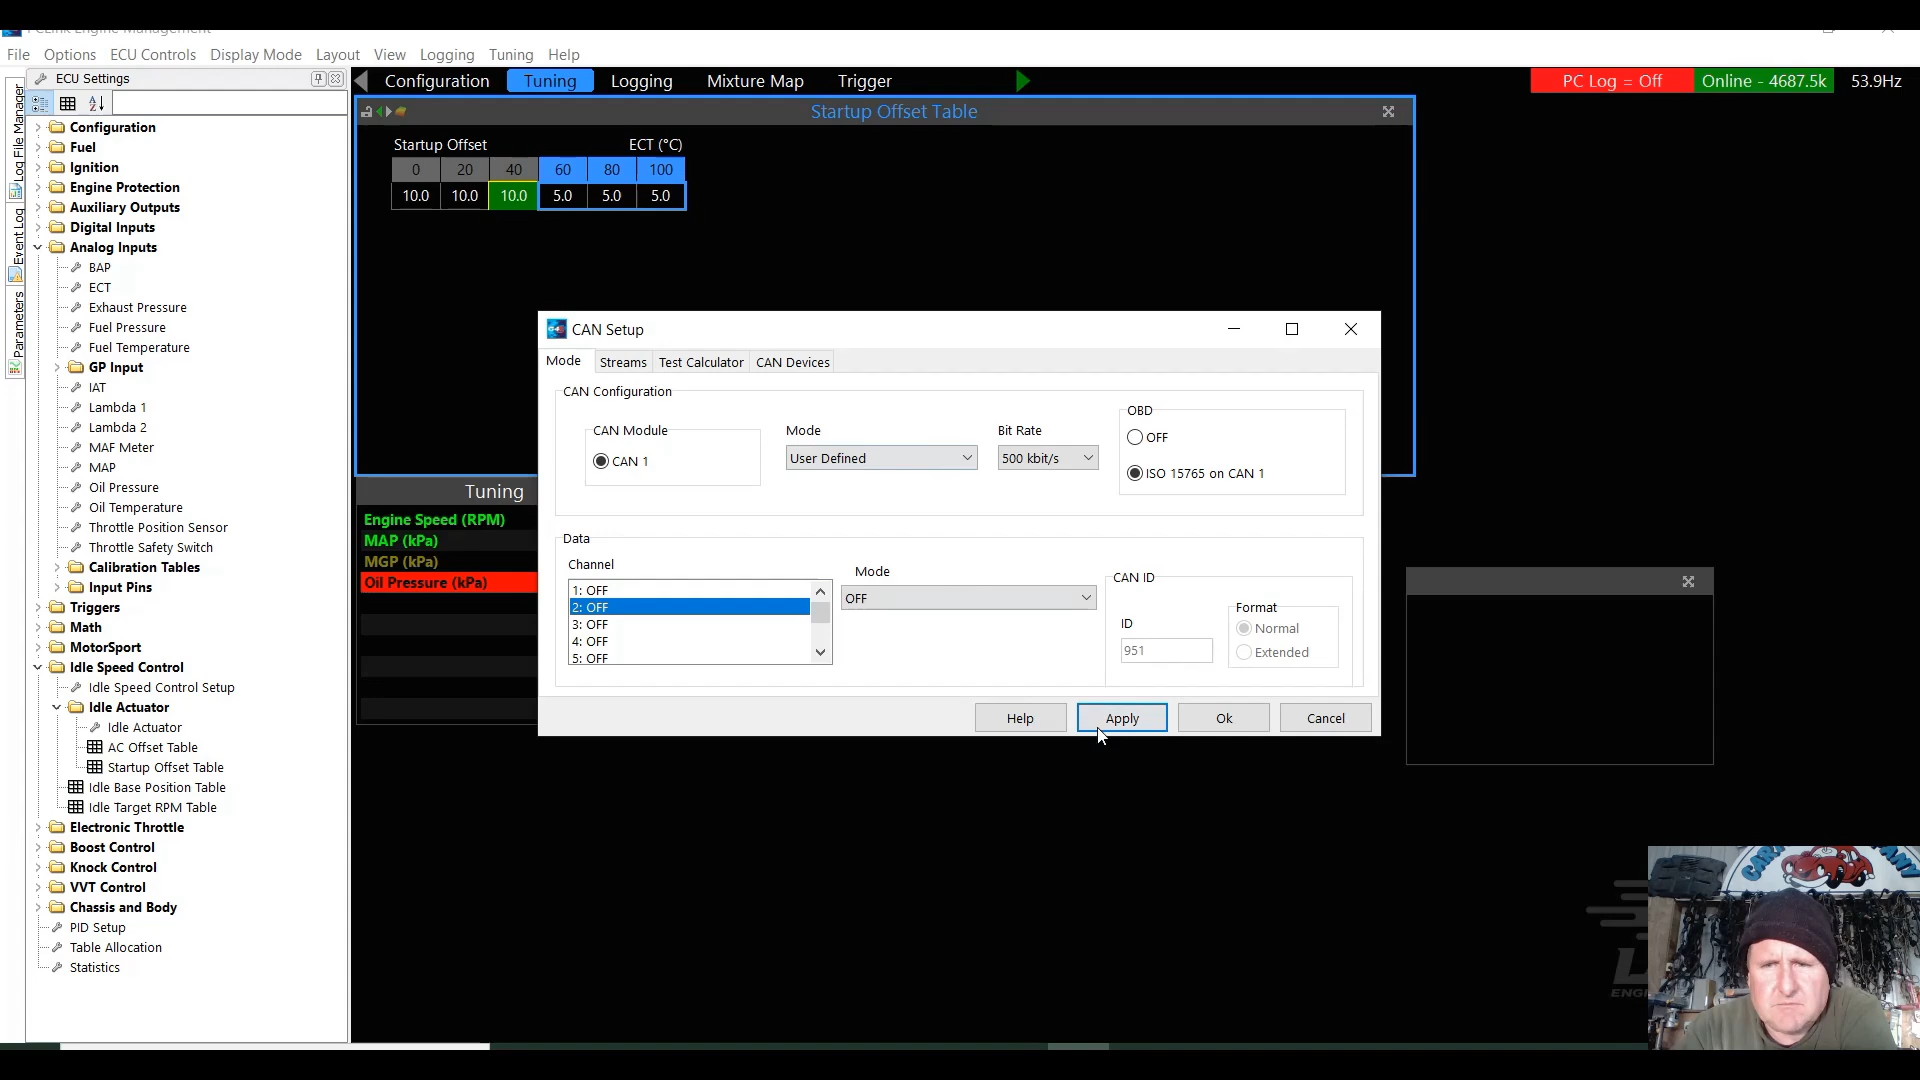 PCLink Engine Management
File Options ECU Controls Display Mode Layout View Logging Tuning Help
ECU Settings
Configuration Tuning Logging Mixture Map Trigger
PC Log = Off Online - 4687.5k 53.9Hz
Log File Manager
Event Log
Parameters
Configuration
Fuel
Ignition
Engine Protection
Auxiliary Outputs
Digital Inputs
Analog Inputs
BAP
ECT
Exhaust Pressure
Fuel Pressure
Fuel Temperature
GP Input
IAT
Lambda 1
Lambda 2
MAF Meter
MAP
Oil Pressure
Oil Temperature
Throttle Position Sensor
Throttle Safety Switch
Calibration Tables
Input Pins
Triggers
Math
MotorSport
Idle Speed Control
Idle Speed Control Setup
Idle Actuator
Idle Actuator
AC Offset Table
Startup Offset Table
Idle Base Position Table
Idle Target RPM Table
Electronic Throttle
Boost Control
Knock Control
VVT Control
Chassis and Body
PID Setup
Table Allocation
Statistics
Startup Offset Table
Startup Offset ECT (°C)
0 20 40 60 80 100
10.0 10.0 10.0 5.0 5.0 5.0
Tuning
Engine Speed (RPM)
MAP (kPa)
MGP (kPa)
Oil Pressure (kPa)
CAN Setup
Mode Streams Test Calculator CAN Devices
CAN Configuration
CAN Module
CAN 1
Mode
User Defined
Bit Rate
500 kbit/s
OBD
OFF
ISO 15765 on CAN 1
Data
Channel
1: OFF
2: OFF
3: OFF
4: OFF
5: OFF
Mode
OFF
CAN ID
ID
951
Format
Normal
Extended
Help Apply Ok Cancel